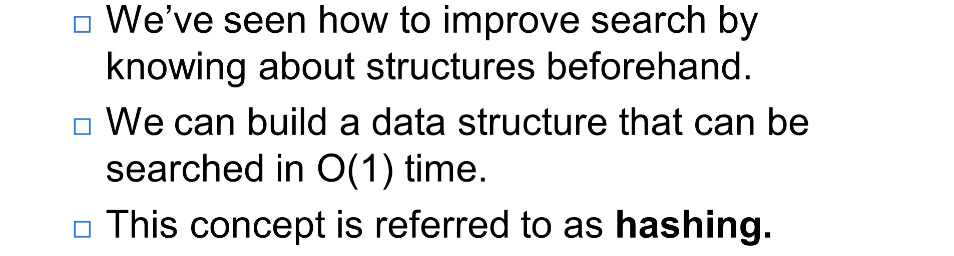 We've seen how to improve search by
knowing about structures beforehand.
We can build a data structure that can be
searched in O(1) time.
This concept is referred to as hashing.